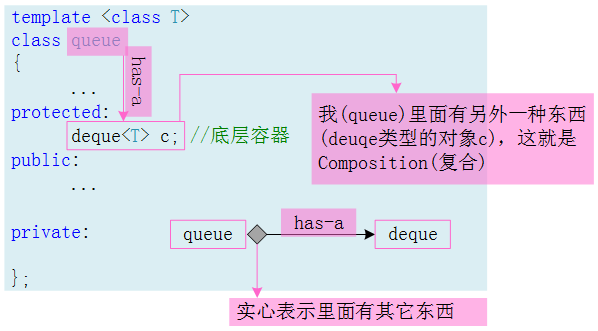 template <class T>
class queue
{
has-a
...
protected:
deque<T> c; //底层容器
我(queue)里面有另外一种东西
(deuqe类型的对象c), 这就是
Composition(复合)
public:
...
private:
queue
has-a
deque
};
实心表示里面有其它东西